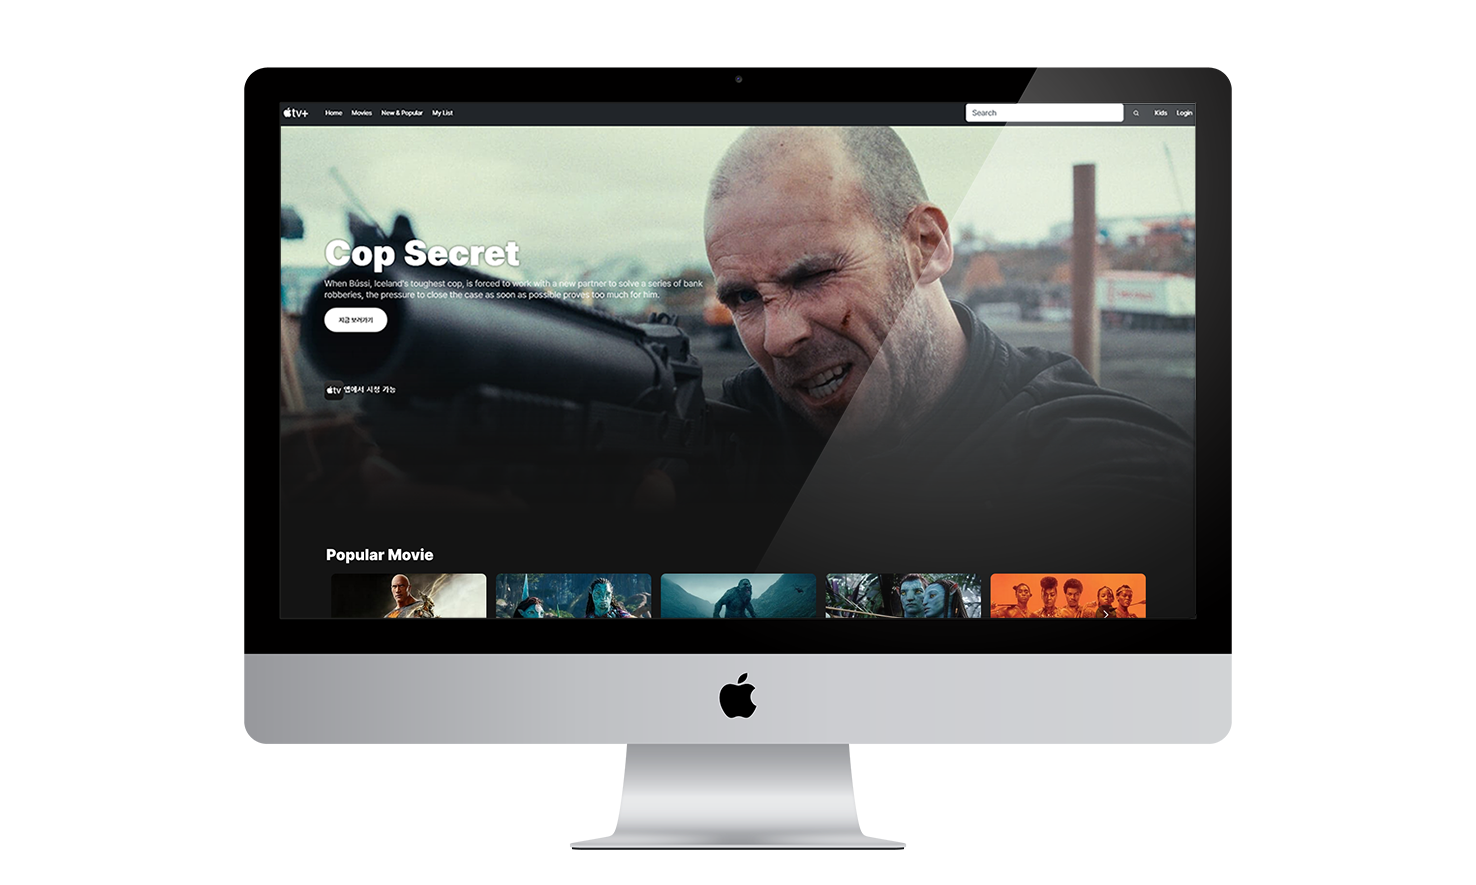 tv+ Home Movies New & Popular My List Search Kids Login
Cop Secret
When Bússi, Iceland's toughest cop, is forced to work with a new partner to solve a series of bank
robberies, the pressure to close the case as soon as possible proves too much for him.
지금 보러가기
tv 앱에서 시청 가능
Popular Movie